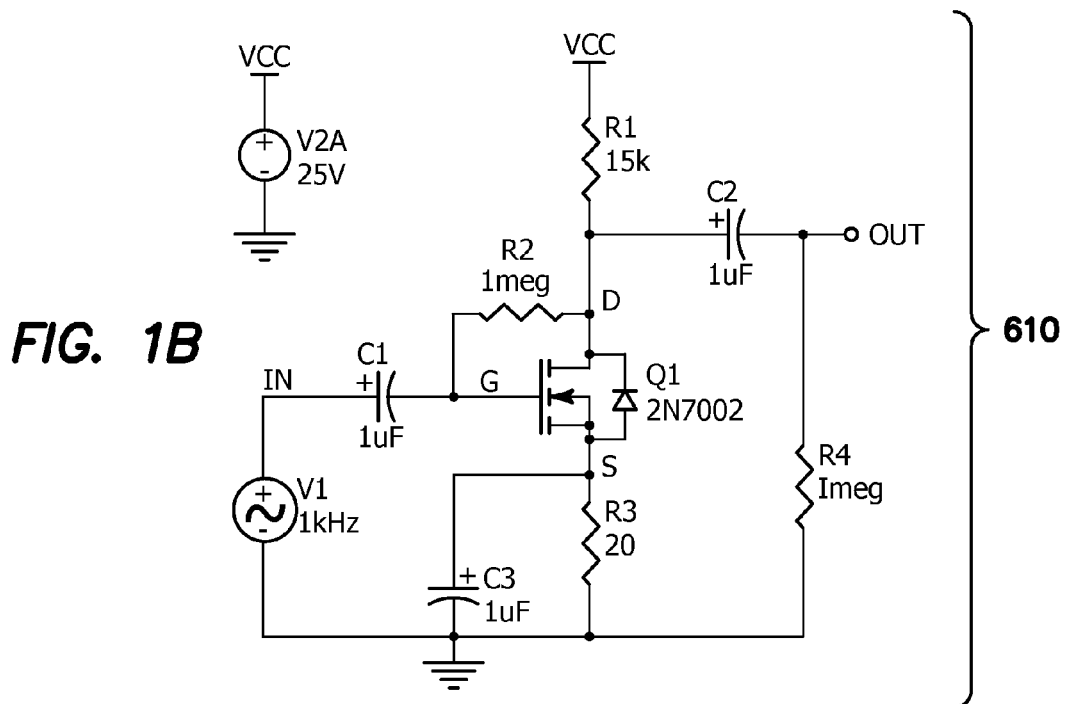 VCC
VCC
V2A
25V
+
-
R1
15k
C2
+
1uF
OUT
R2
1meg
D
FIG. 1B
610
C1
+
1uF
IN
G
Q1
2N7002
S
R4
Imeg
V1
1kHz
+
-
R3
20
+
C3
1uF